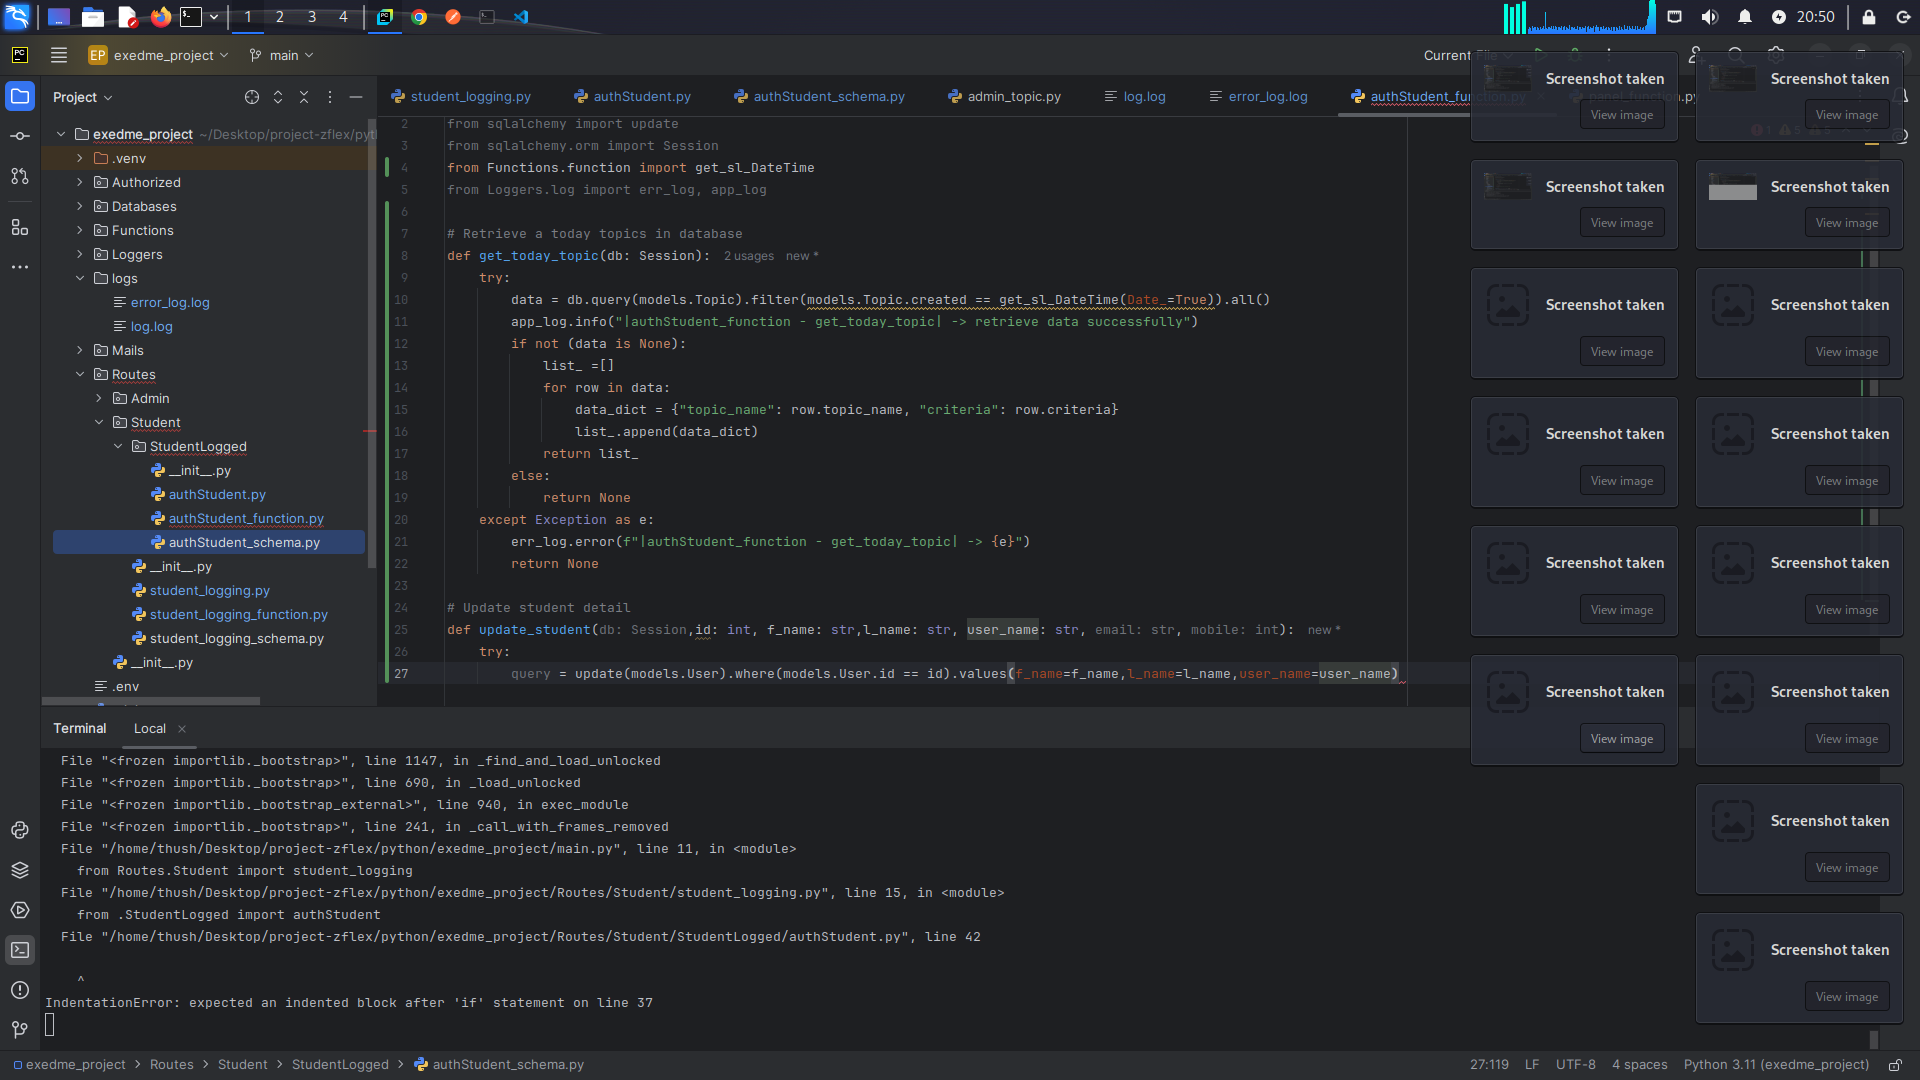 1
2
3
4
20:50
EP exedme_project
main
Current File
Project
student_logging.py
authStudent.py
authStudent_schema.py
admin_topic.py
log.log
error_log.log
authStudent_function.py
panel_function.py
exedme_project ~/Desktop/project-zflex/pyth
.venv
Authorized
Databases
Functions
Loggers
logs
error_log.log
log.log
Mails
Routes
Admin
Student
StudentLogged
__init__.py
authStudent.py
authStudent_function.py
authStudent_schema.py
__init__.py
student_logging.py
student_logging_function.py
student_logging_schema.py
__init__.py
.env
2 from sqlalchemy import update
3 from sqlalchemy.orm import Session
4 from Functions.function import get_sl_DateTime
5 from Loggers.log import err_log, app_log
6
7 # Retrieve a today topics in database
8 def get_today_topic(db: Session): 2 usages new *
9 try:
10 data = db.query(models.Topic).filter(models.Topic.created == get_sl_DateTime(Date_=True)).all()
11 app_log.info("|authStudent_function - get_today_topic| -> retrieve data successfully")
12 if not (data is None):
13 list_ =[]
14 for row in data:
15 data_dict = {"topic_name": row.topic_name, "criteria": row.criteria}
16 list_.append(data_dict)
17 return list_
18 else:
19 return None
20 except Exception as e:
21 err_log.error(f"|authStudent_function - get_today_topic| -> {e}")
22 return None
23
24 # Update student detail
25 def update_student(db: Session,id: int, f_name: str,l_name: str, user_name: str, email: str, mobile: int): new *
26 try:
27 query = update(models.User).where(models.User.id == id).values(f_name=f_name,l_name=l_name,user_name=user_name)
Screenshot taken
View image
Screenshot taken
View image
Screenshot taken
View image
Screenshot taken
View image
Screenshot taken
View image
Screenshot taken
View image
Screenshot taken
View image
Screenshot taken
View image
Screenshot taken
View image
Screenshot taken
View image
Screenshot taken
View image
Screenshot taken
View image
Screenshot taken
View image
Screenshot taken
View image
Terminal
Local
File "<frozen importlib._bootstrap>", line 1147, in _find_and_load_unlocked
File "<frozen importlib._bootstrap>", line 690, in _load_unlocked
File "<frozen importlib._bootstrap_external>", line 940, in exec_module
File "<frozen importlib._bootstrap>", line 241, in _call_with_frames_removed
File "/home/thush/Desktop/project-zflex/python/exedme_project/main.py", line 11, in <module>
from Routes.Student import student_logging
File "/home/thush/Desktop/project-zflex/python/exedme_project/Routes/Student/student_logging.py", line 15, in <module>
from .StudentLogged import authStudent
File "/home/thush/Desktop/project-zflex/python/exedme_project/Routes/Student/StudentLogged/authStudent.py", line 42
^
IndentationError: expected an indented block after 'if' statement on line 37
exedme_project > Routes > Student > StudentLogged > authStudent_schema.py
27:119
LF
UTF-8
4 spaces
Python 3.11 (exedme_project)